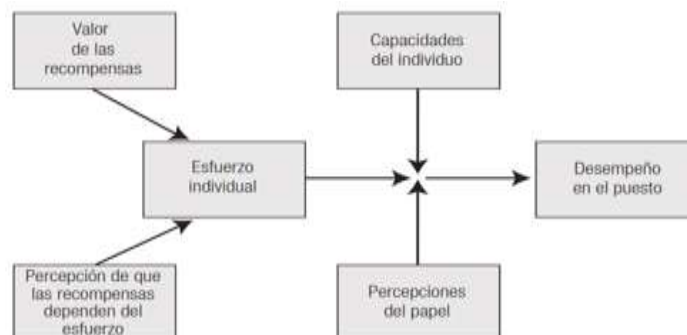 Valor
de las
recompensas
Capacidades
del individuo
Esfuerzo
individual
Desempeño
en el puesto
Percepción de que
las recompensas
dependen del
esfuerzo
Percepciones
del papel